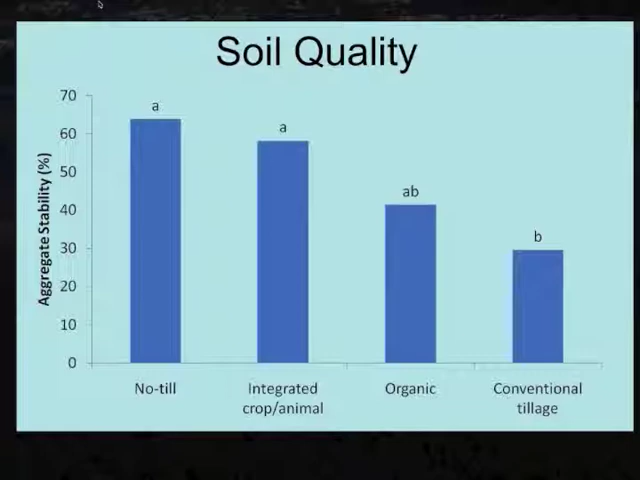 Soil Quality
Aggregate Stability (%)
70
60
50
40
30
20
10
0
a
a
ab
b
No-till
Integrated
crop/animal
Organic
Conventional
tillage